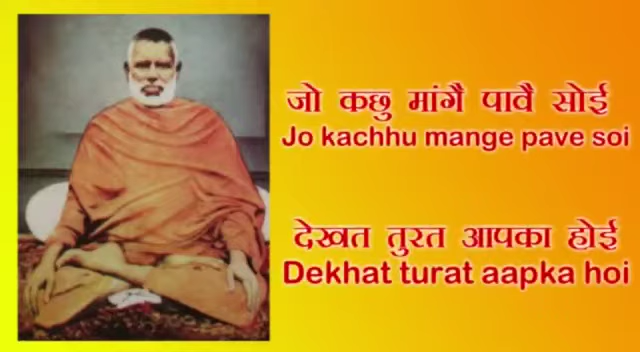 जो कछु मांगै पावै सोई
Jo kachhu mange pave soi
देखत तुरत आपका होई
Dekhat turat aapka hoi